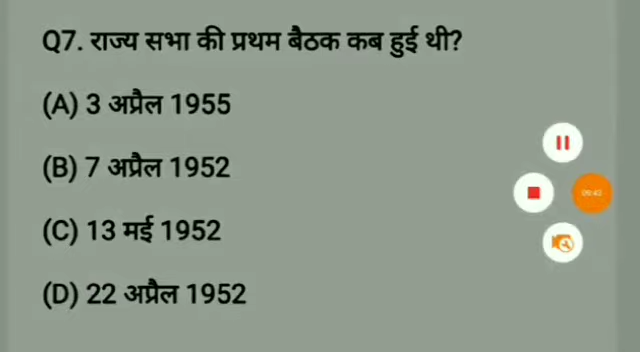 Q7. राज्य सभा की प्रथम बैठक कब हुई थी?
(A) 3 अप्रैल 1955
(B) 7 अप्रैल 1952
(C) 13 मई 1952
(D) 22 अप्रैल 1952